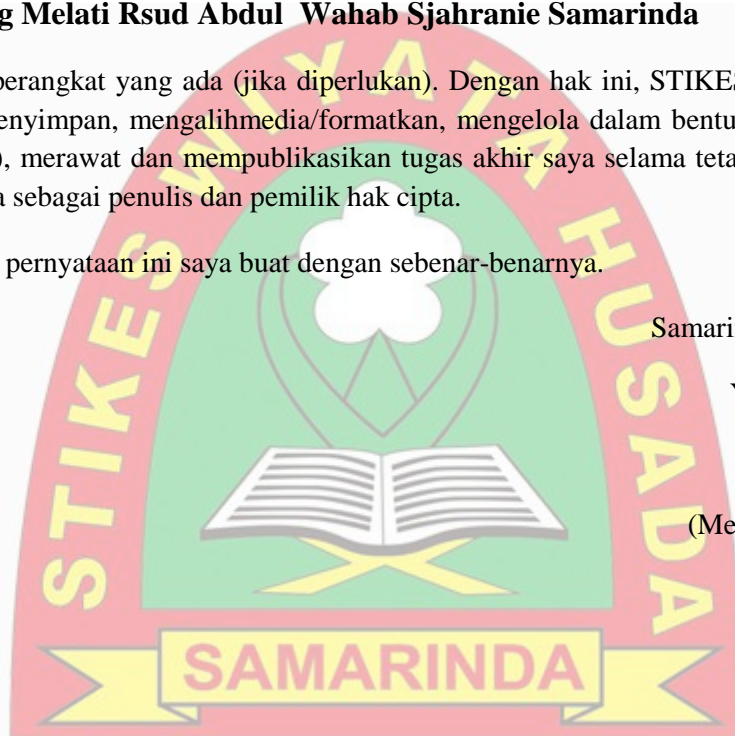 g Melati Rsud Abdul Wahab Sjahranie Samarinda
perangkat yang ada (jika diperlukan). Dengan hak ini, STIKES
enyimpan, mengalihmedia/formatkan, mengelola dalam bentu
), merawat dan mempublikasikan tugas akhir saya selama teta
a sebagai penulis dan pemilik hak cipta.
pernyataan ini saya buat dengan sebenar-benarnya.
Samari
(Me
STIKES WIYATA HUSADA
SAMARINDA